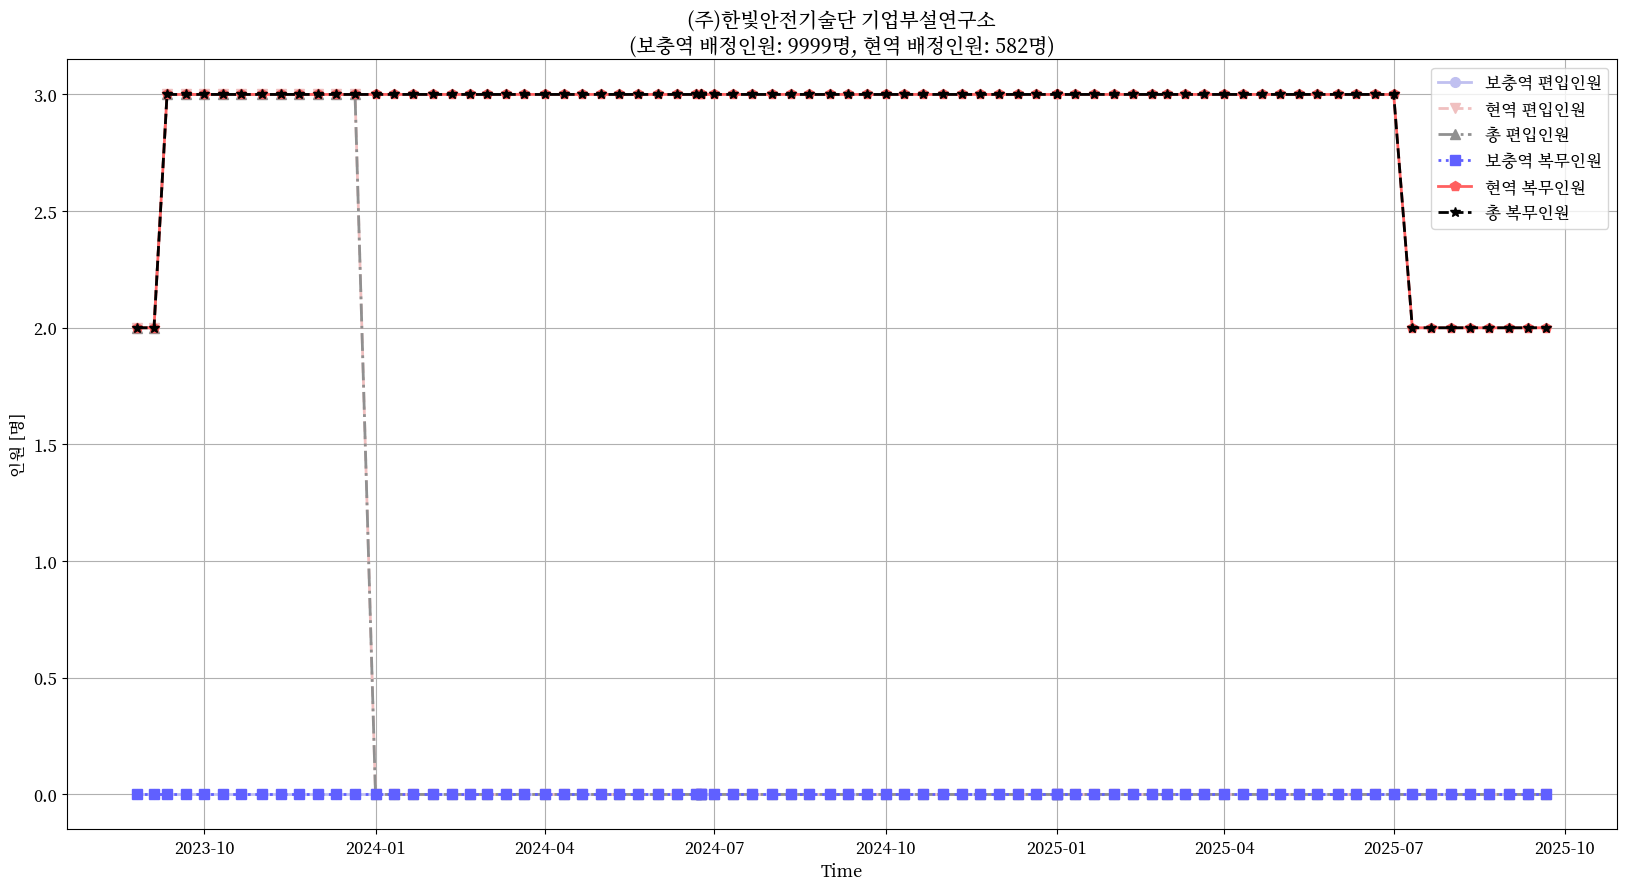 (주)한빛안전기술단 기업부설연구소
(보충역 배정인원: 9999명, 현역 배정인원: 582명)
보충역 편입인원
현역 편입인원
총 편입인원
보충역 복무인원
현역 복무인원
총 복무인원
3.0
2.5
2.0
1.5
1.0
0.5
0.0
인원 [명]
2023-10
2024-01
2024-04
2024-07
2024-10
2025-01
2025-04
2025-07
2025-10
Time